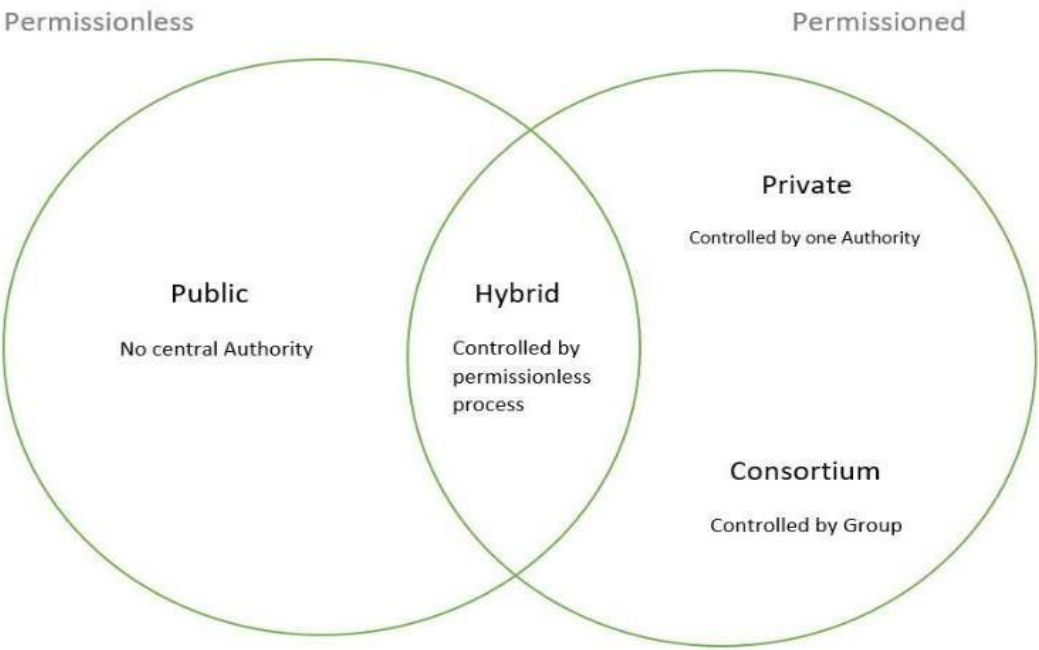 Permissionless
Permissioned
Public
No central Authority
Hybrid
Controlled by
permissionless
process
Private
Controlled by one Authority
Consortium
Controlled by Group